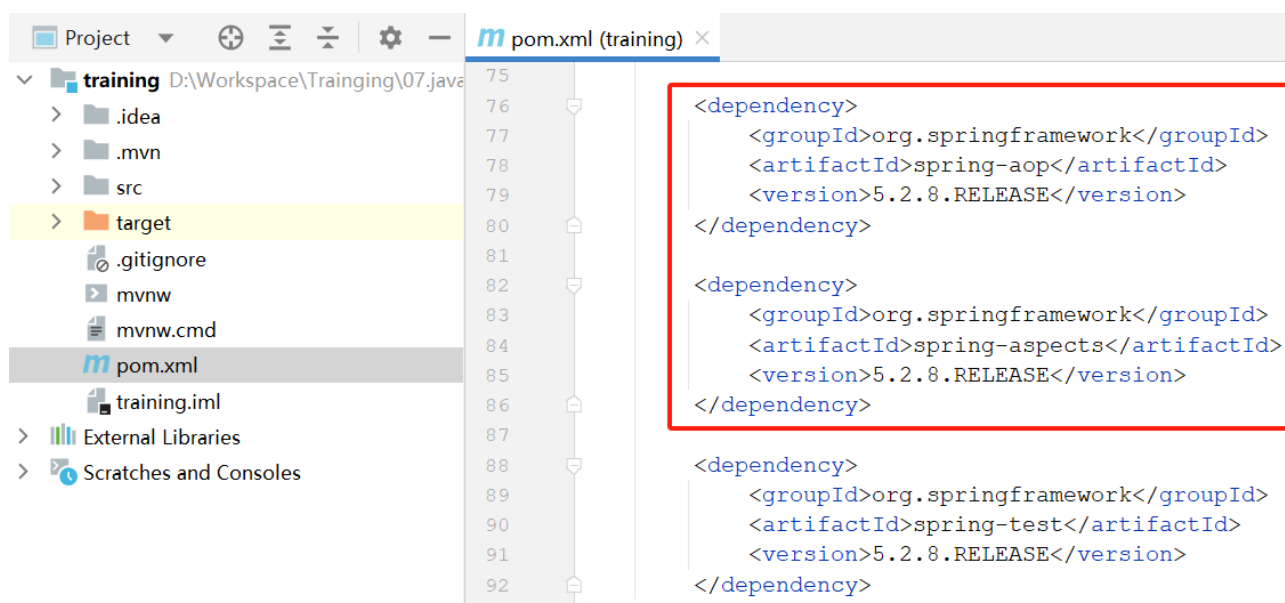 Project
training D:\Workspace\Trainging\07.java
.idea
.mvn
src
target
.gitignore
mvnw
mvnw.cmd
pom.xml
training.iml
External Libraries
Scratches and Consoles
pom.xml (training)
75
76 <dependency>
77 <groupId>org.springframework</groupId>
78 <artifactId>spring-aop</artifactId>
79 <version>5.2.8.RELEASE</version>
80 </dependency>
81
82 <dependency>
83 <groupId>org.springframework</groupId>
84 <artifactId>spring-aspects</artifactId>
85 <version>5.2.8.RELEASE</version>
86 </dependency>
87
88 <dependency>
89 <groupId>org.springframework</groupId>
90 <artifactId>spring-test</artifactId>
91 <version>5.2.8.RELEASE</version>
92 </dependency>